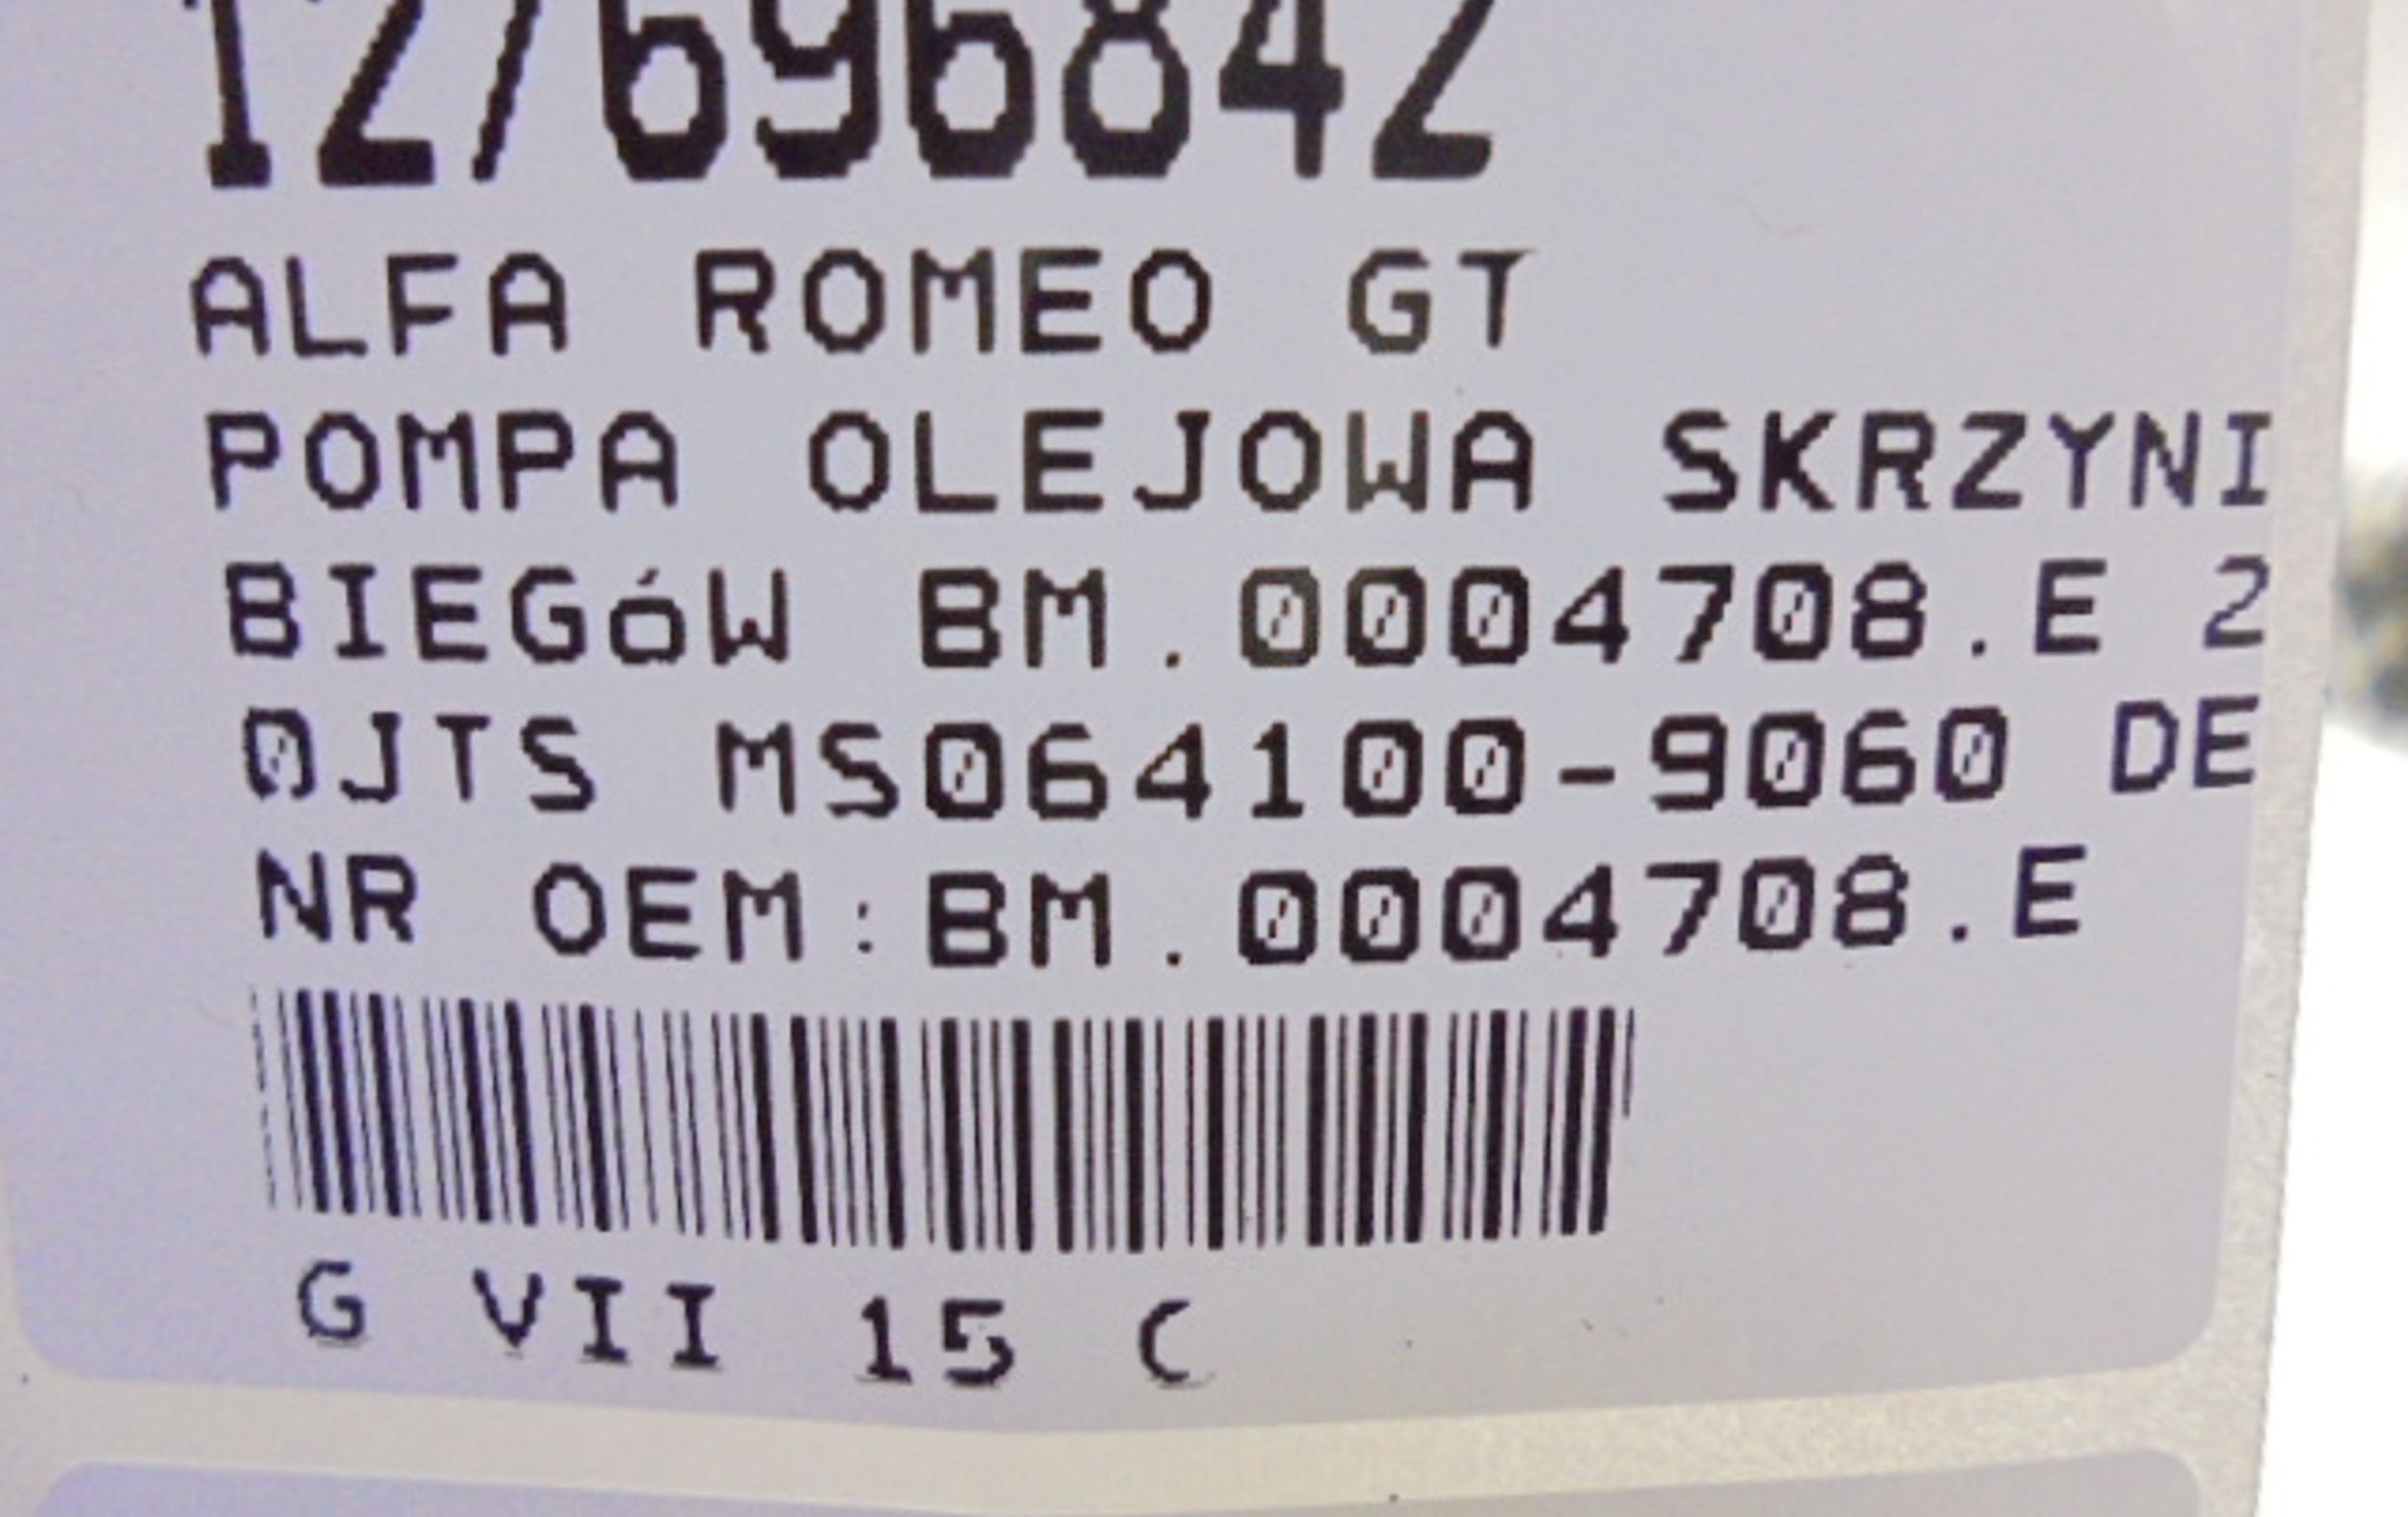 127696842
ALFA ROMEO GT
POMPA OLEJOWA SKRZYNI
BIEGóW BM.0004708.E 2
0JTS MS064100-9060 DE
NR OEM:BM.0004708.E
G VII 15 C